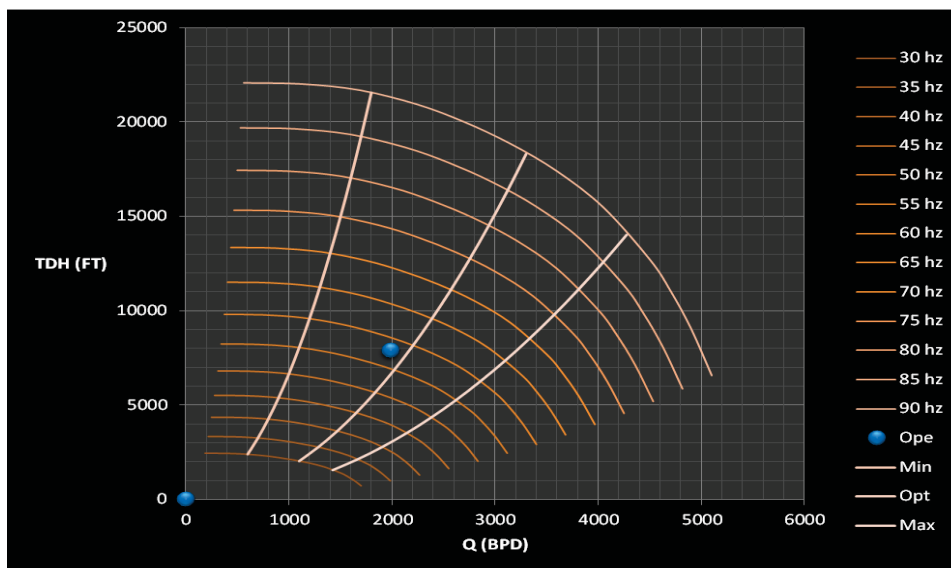 25000
20000
15000
10000
5000
0
TDH (FT)
0 1000 2000 3000 4000 5000 6000
Q (BPD)
30 hz
35 hz
40 hz
45 hz
50 hz
55 hz
60 hz
65 hz
70 hz
75 hz
80 hz
85 hz
90 hz
Ope
Min
Opt
Max